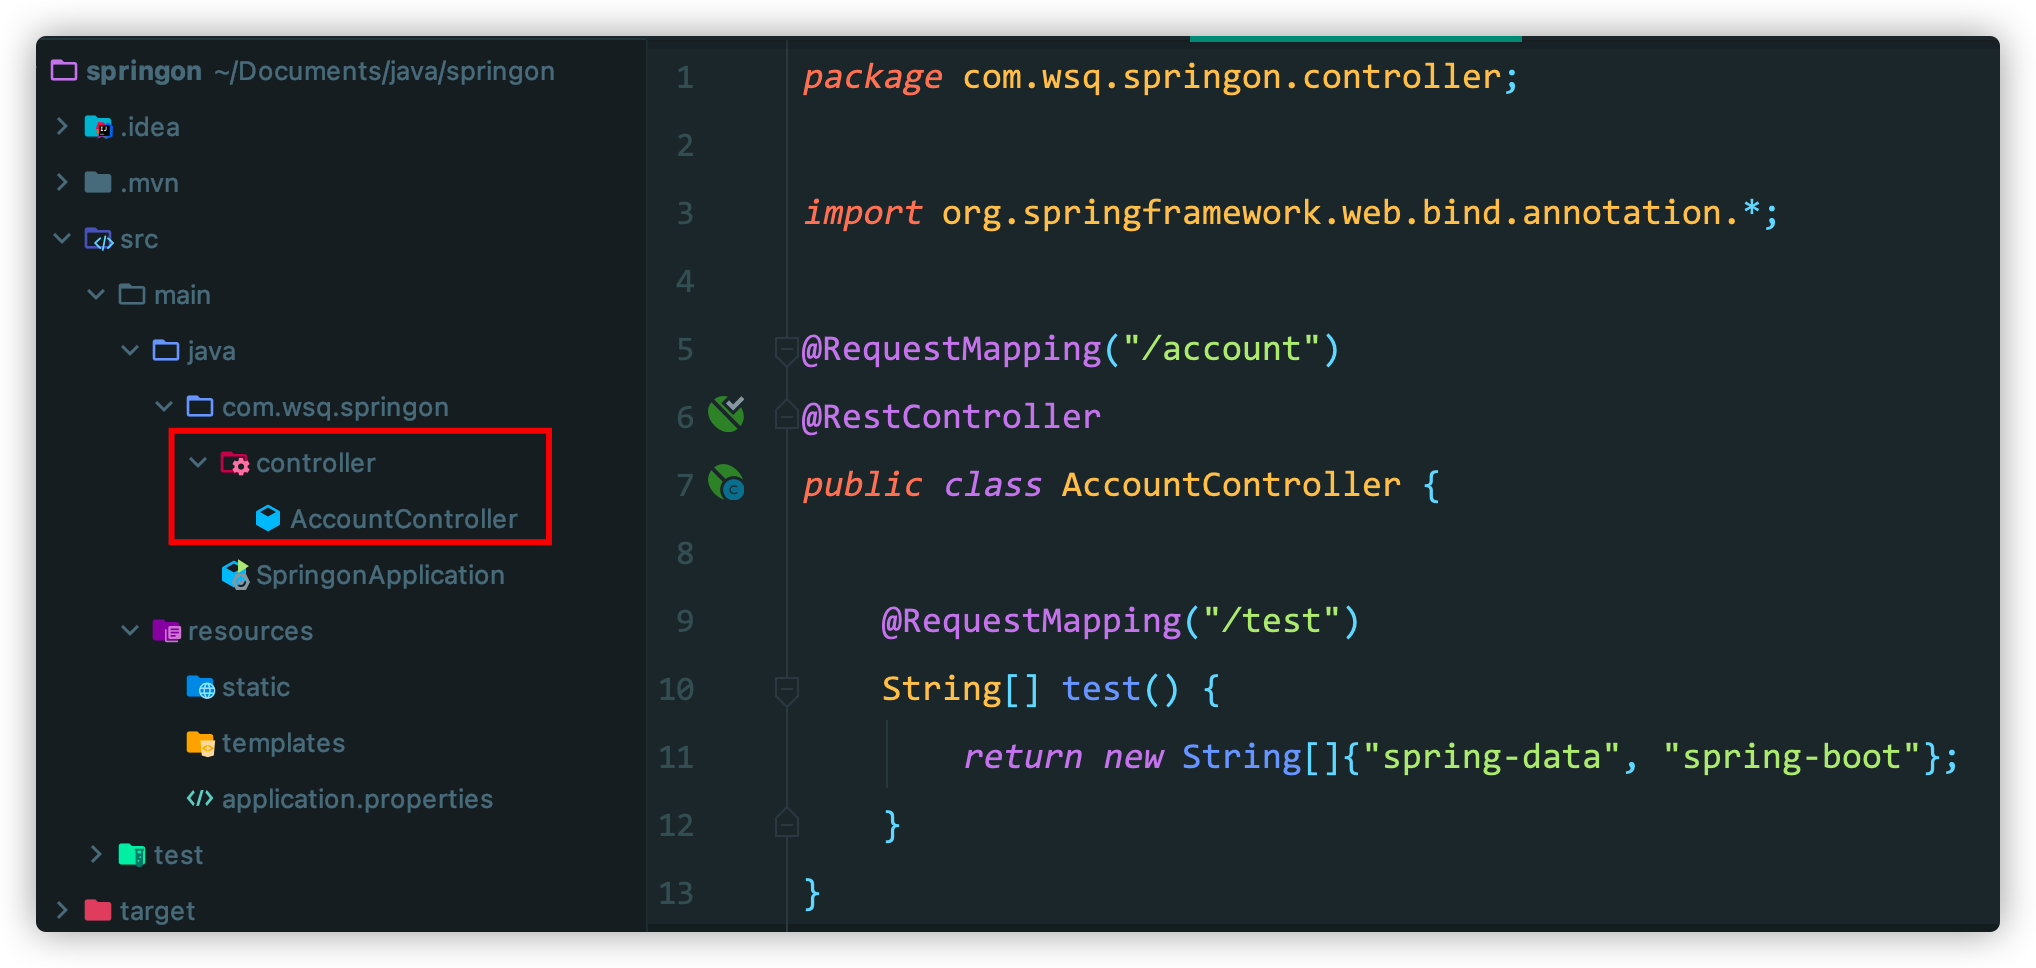 springon ~/Documents/java/springon
.idea
.mvn
src
main
java
com.wsq.springon
controller
AccountController
SpringonApplication
resources
static
templates
application.properties
test
target
1 package com.wsq.springon.controller;
2
3 import org.springframework.web.bind.annotation.*;
4
5 @RequestMapping("/account")
6 @RestController
7 public class AccountController {
8
9 @RequestMapping("/test")
10 String[] test() {
11 return new String[]{"spring-data", "spring-boot"};
12 }
13 }